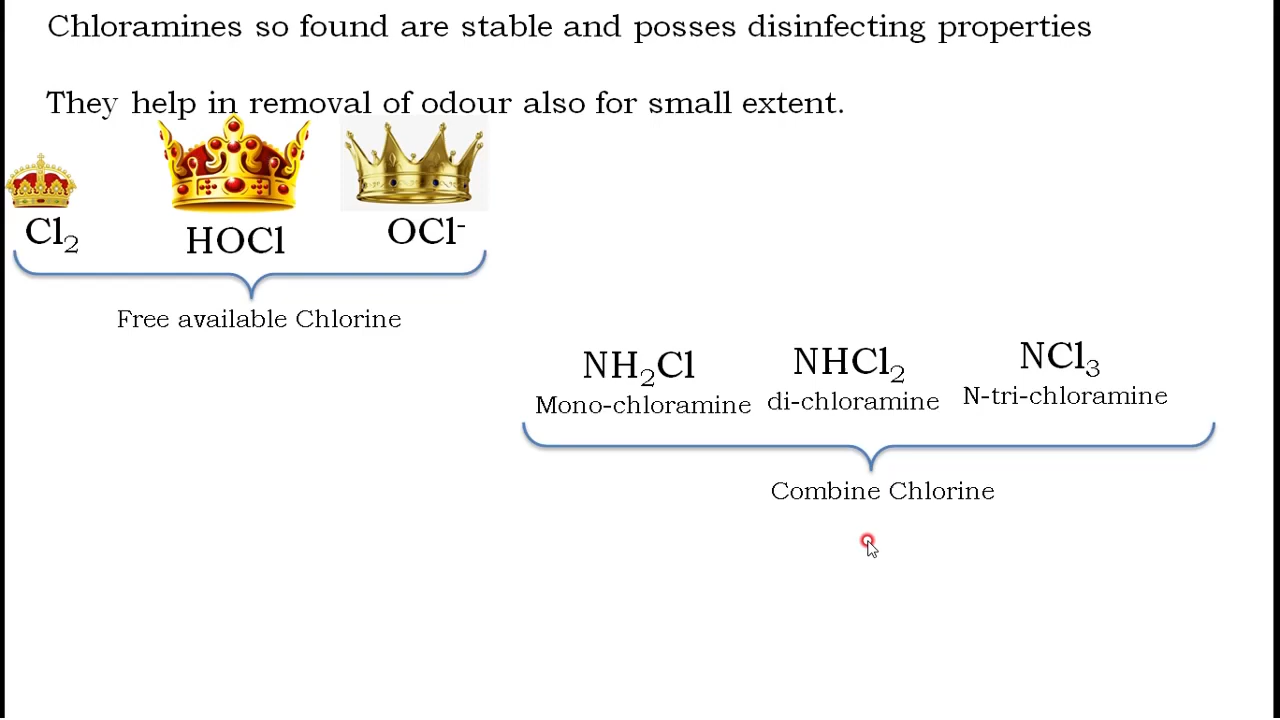 Chloramines so found are stable and posses disinfecting properties
They help in removal of odour also for small extent.
Cl₂ HOCl OCl⁻
Free available Chlorine
NH₂Cl NHCl₂ NCl₃
Mono-chloramine di-chloramine N-tri-chloramine
Combine Chlorine